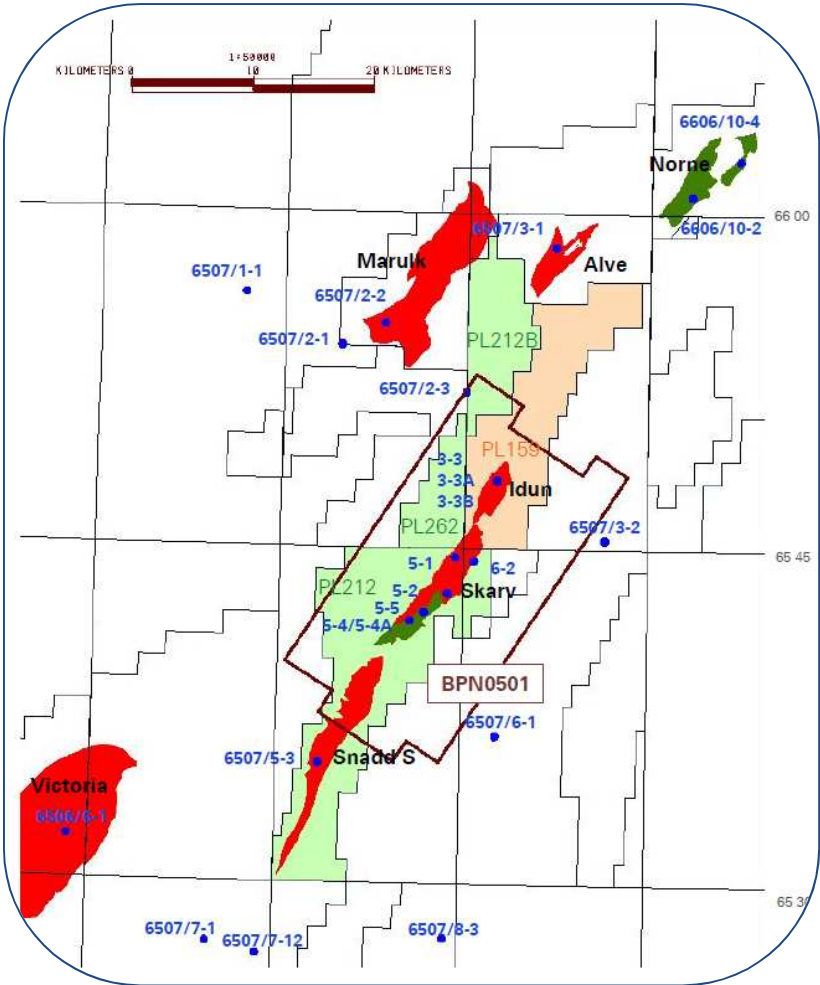 1:50000
KILOMETERS 0 10 20 KILOMETERS
6606/10-4
Norne
66 00
6507/3-1
6606/10-2
Marulk
Alve
6507/1-1
6507/2-2
6507/2-1
PL212B
6507/2-3
PL159
3-3
3-3A
Idun
3-3B
PL262
6507/3-2
65 45
5-1
6-2
PL212
5-2
Skarv
5-5
5-4/5-4A
BPN0501
6507/6-1
6507/5-3
Snadd S
Victoria
6506/6-1
65 30
6507/7-1
6507/7-12
6507/8-3